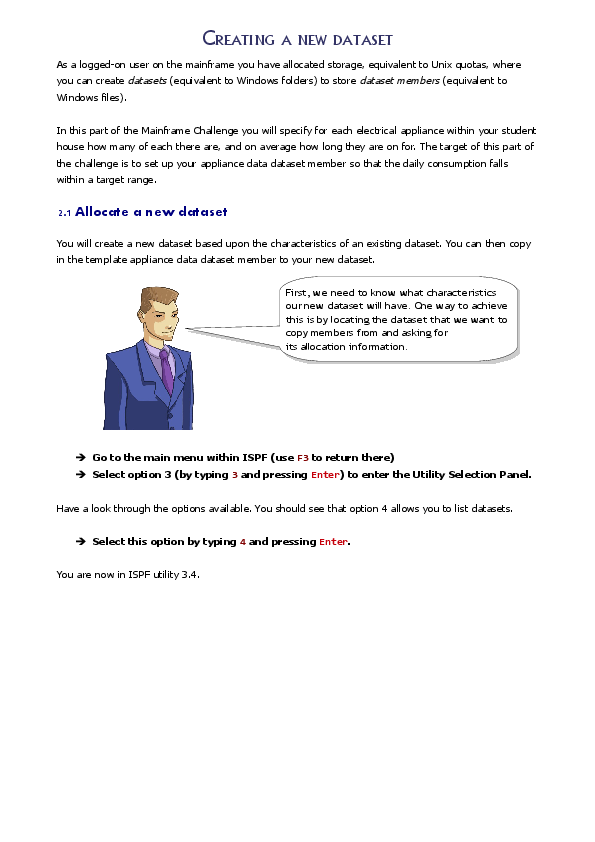 Creating a new dataset
As a logged-on user on the mainframe you have allocated storage, equivalent to Unix quotas, where
you can create datasets (equivalent to Windows folders) to store dataset members (equivalent to
Windows files).
In this part of the Mainframe Challenge you will specify for each electrical appliance within your student
house how many of each there are, and on average how long they are on for. The target of this part of
the challenge is to set up your appliance data dataset member so that the daily consumption falls
within a target range.
2.1 Allocate a new dataset
You will create a new dataset based upon the characteristics of an existing dataset. You can then copy
in the template appliance data dataset member to your new dataset.
First, we need to know what characteristics
our new dataset will have. One way to achieve
this is by locating the dataset that we want to
copy members from and asking for
its allocation information.
➔ Go to the main menu within ISPF (use F3 to return there)
➔ Select option 3 (by typing 3 and pressing Enter) to enter the Utility Selection Panel.
Have a look through the options available. You should see that option 4 allows you to list datasets.
➔ Select this option by typing 4 and pressing Enter.
You are now in ISPF utility 3.4.